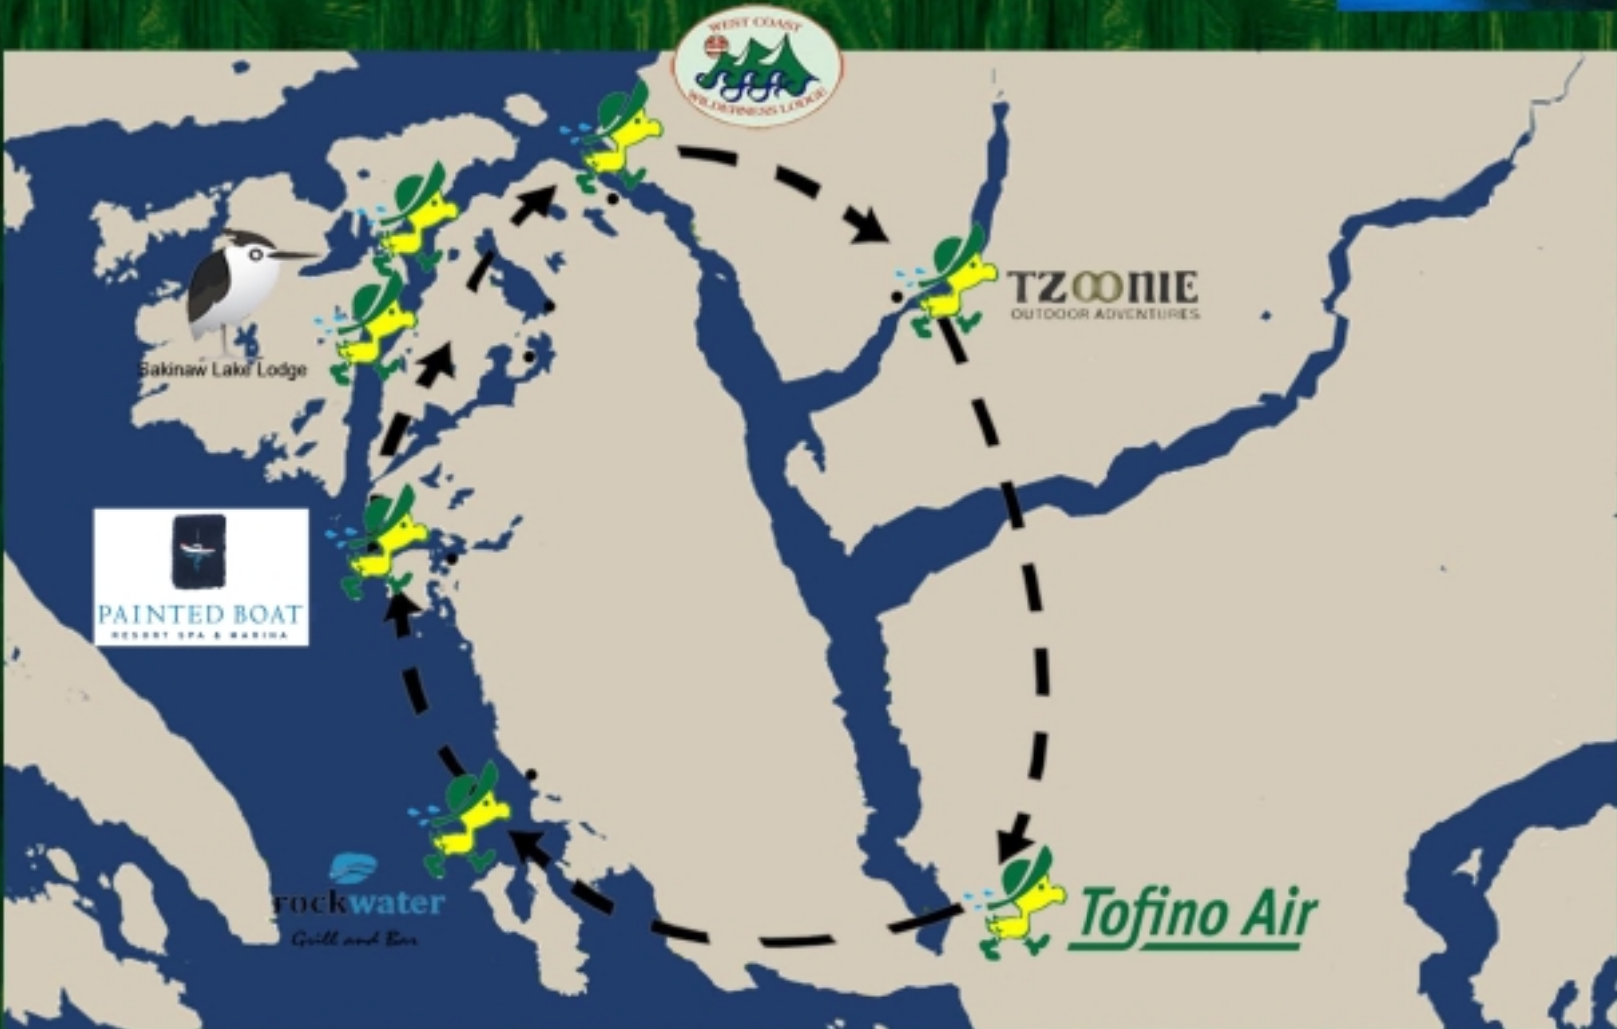 WEST COAST
WILDERNESS LODGE
TZOONIE
OUTDOOR ADVENTURES
Sakinaw Lake Lodge
PAINTED BOAT
RESORT SPA & MARINA
rockwater
Grill and Bar
Tofino Air